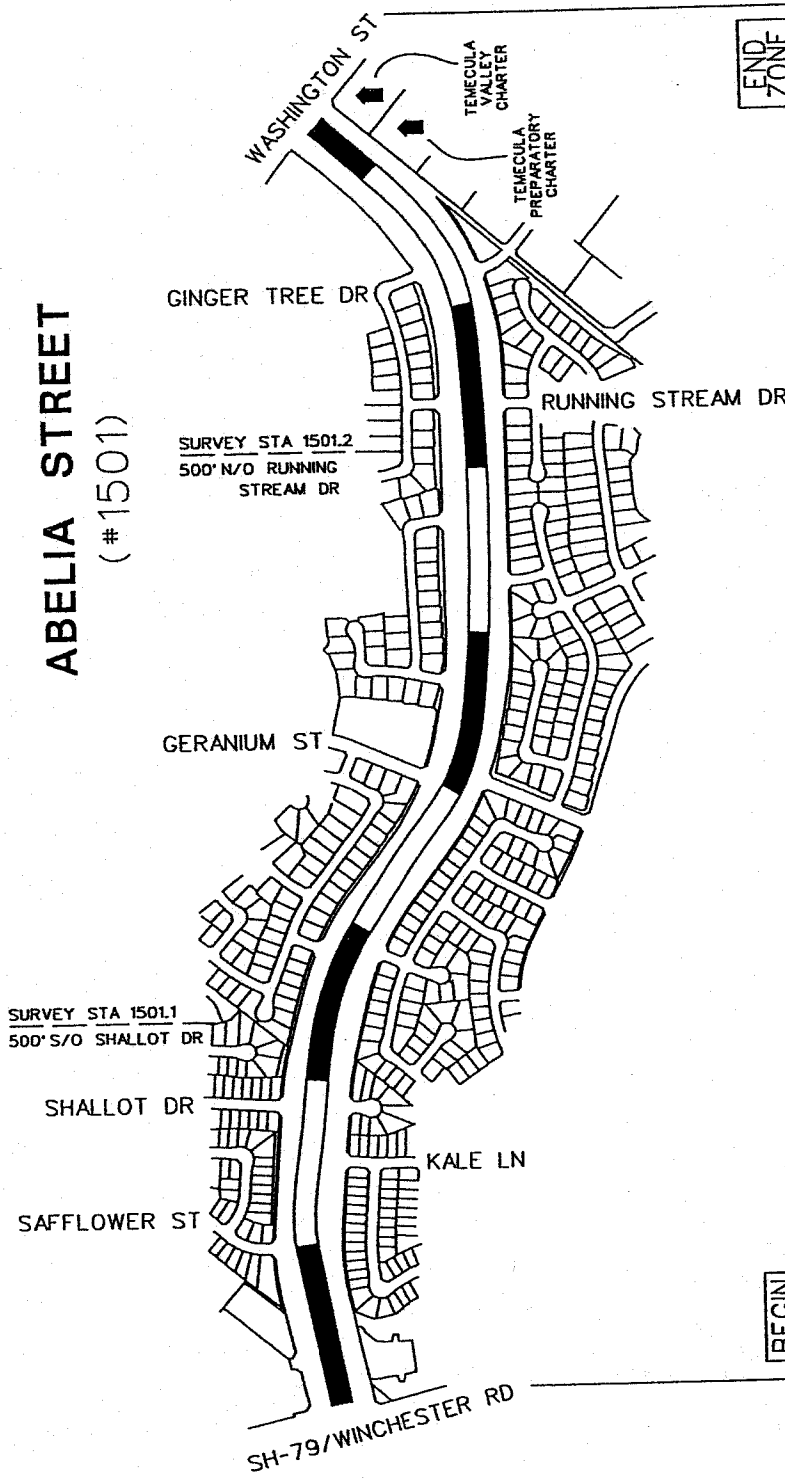 ABELIA STREET
(#1501)
WASHINGTON ST
TEMECULA
VALLEY
CHARTER
TEMECULA
PREPARATORY
CHARTER
END
ZONE
GINGER TREE DR
RUNNING STREAM DR
SURVEY STA 1501.2
500' N/O RUNNING
STREAM DR
GERANIUM ST
SURVEY STA 1501.1
500' S/O SHALLOT DR
SHALLOT DR
KALE LN
SAFFLOWER ST
BEGIN
SH-79/WINCHESTER RD